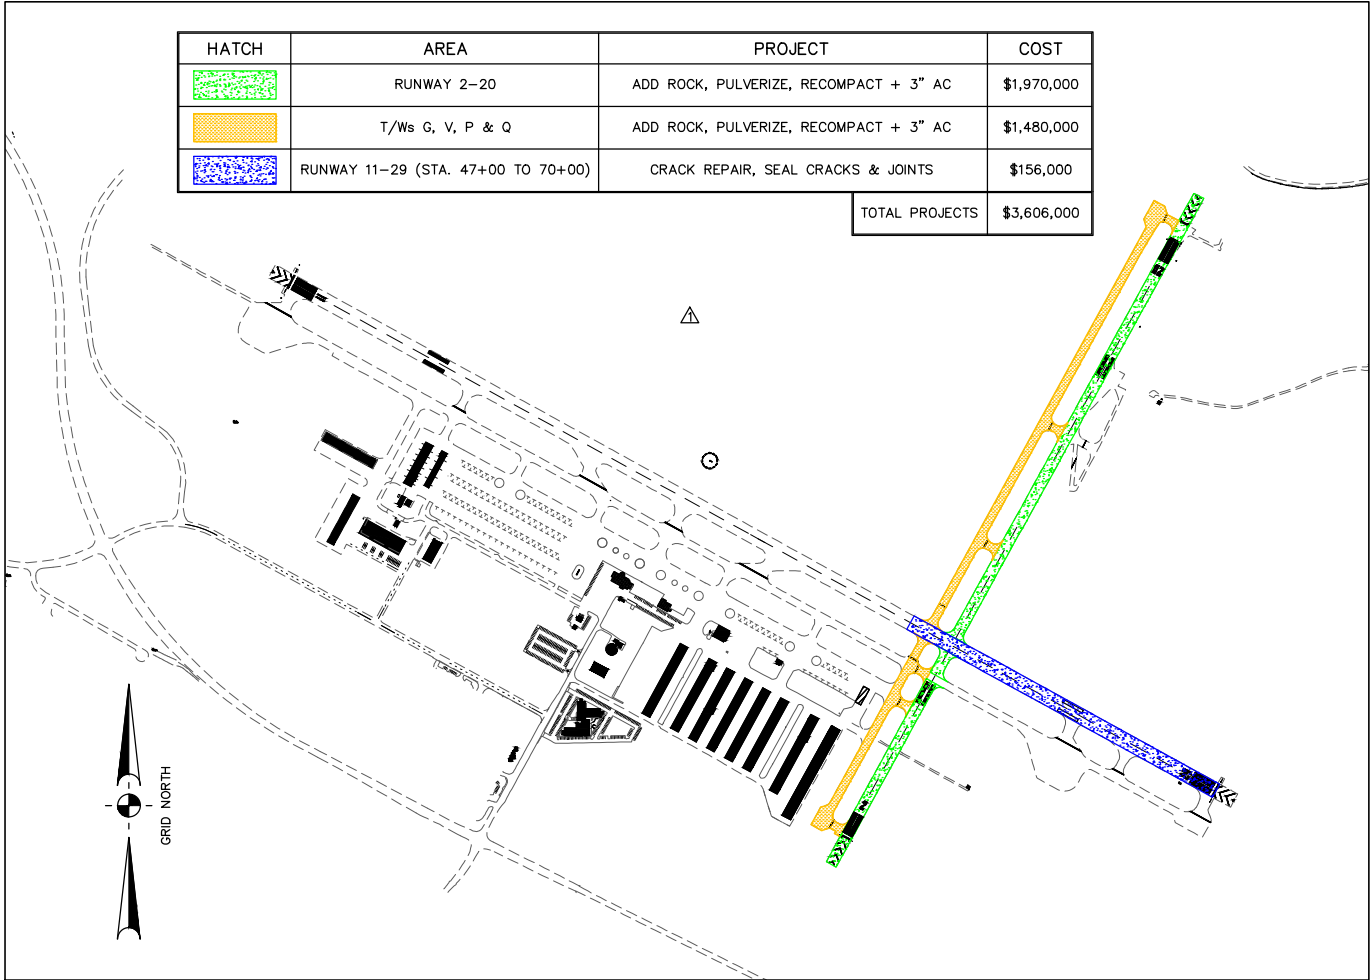 HATCH AREA PROJECT COST
RUNWAY 2-20 ADD ROCK, PULVERIZE, RECOMPACT + 3" AC $1,970,000
T/Ws G, V, P & Q ADD ROCK, PULVERIZE, RECOMPACT + 3" AC $1,480,000
RUNWAY 11-29 (STA. 47+00 TO 70+00) CRACK REPAIR, SEAL CRACKS & JOINTS $156,000
TOTAL PROJECTS $3,606,000
1
GRID NORTH